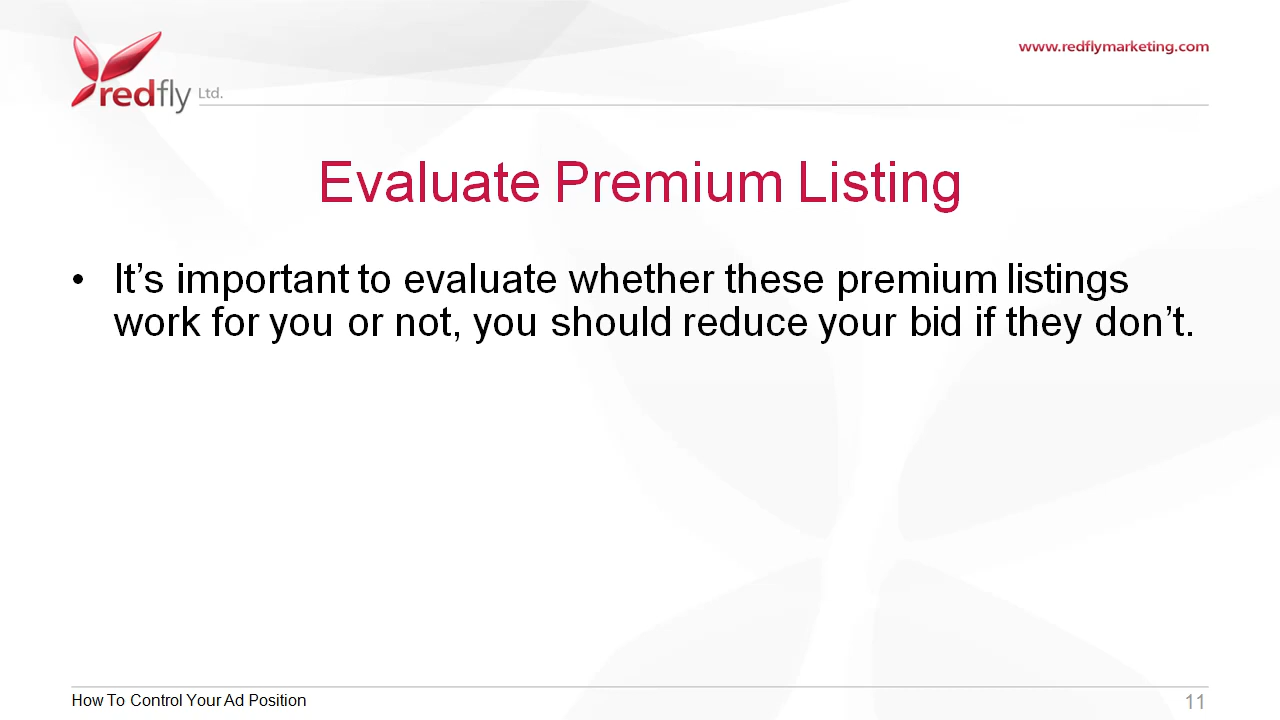 redfly Ltd.
www.redflymarketing.com
Evaluate Premium Listing
• It’s important to evaluate whether these premium listings
work for you or not, you should reduce your bid if they don’t.
How To Control Your Ad Position
11